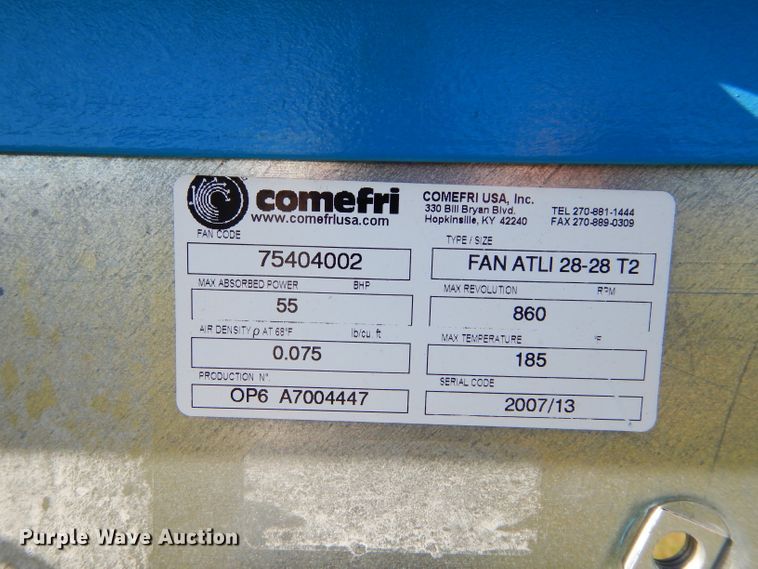 comefri
www.comefriusa.com
COMEFRI USA, Inc.
330 Bill Bryan Blvd.
Hopkinsille, KY 42240
TEL 270-881-1444
FAX 270-889-0309
FAN CODE
75404002
TYPE / SIZE
FAN ATLI 28-28 T2
MAX ABSORBED POWER BHP
55
MAX REVOLUTION RPM
860
AIR DENSITY ρ AT 68°F lb/cu. ft
0.075
MAX TEMPERATURE °F
185
PRODUCTION N°.
OP6 A7004447
SERIAL CODE
2007/13
Purple Wave Auction